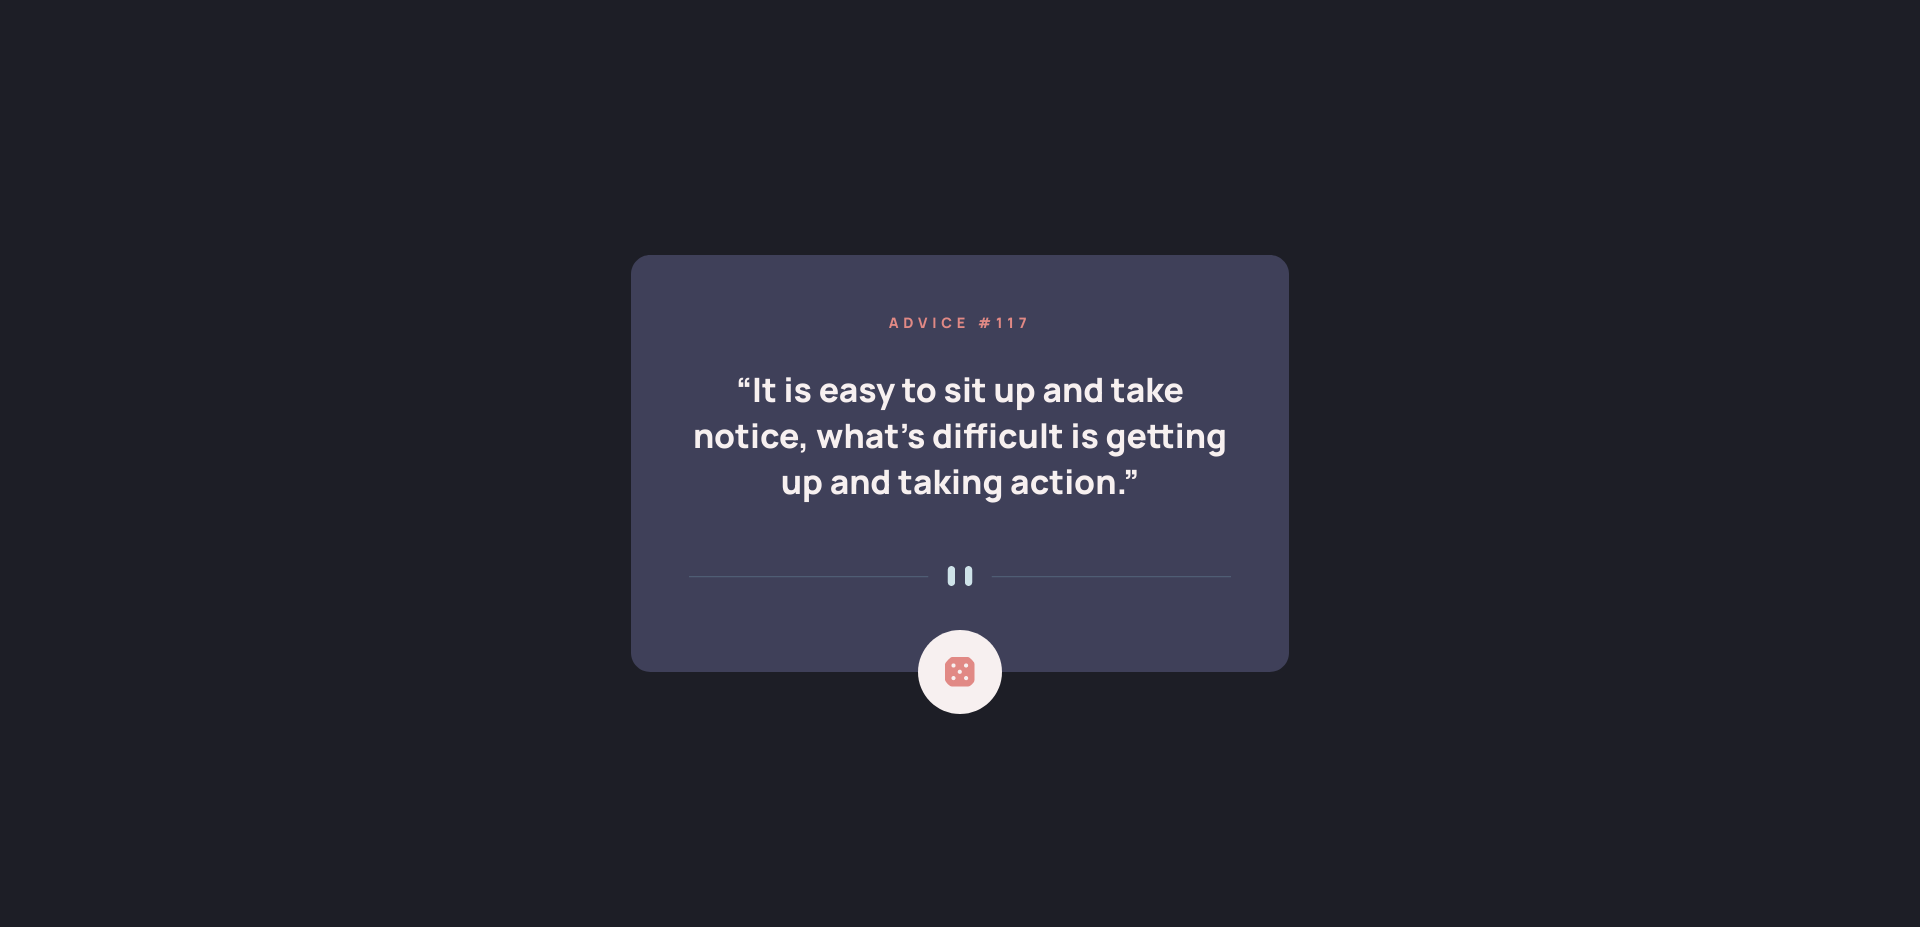 ADVICE #117
“It is easy to sit up and take
notice, what’s difficult is getting
up and taking action.”